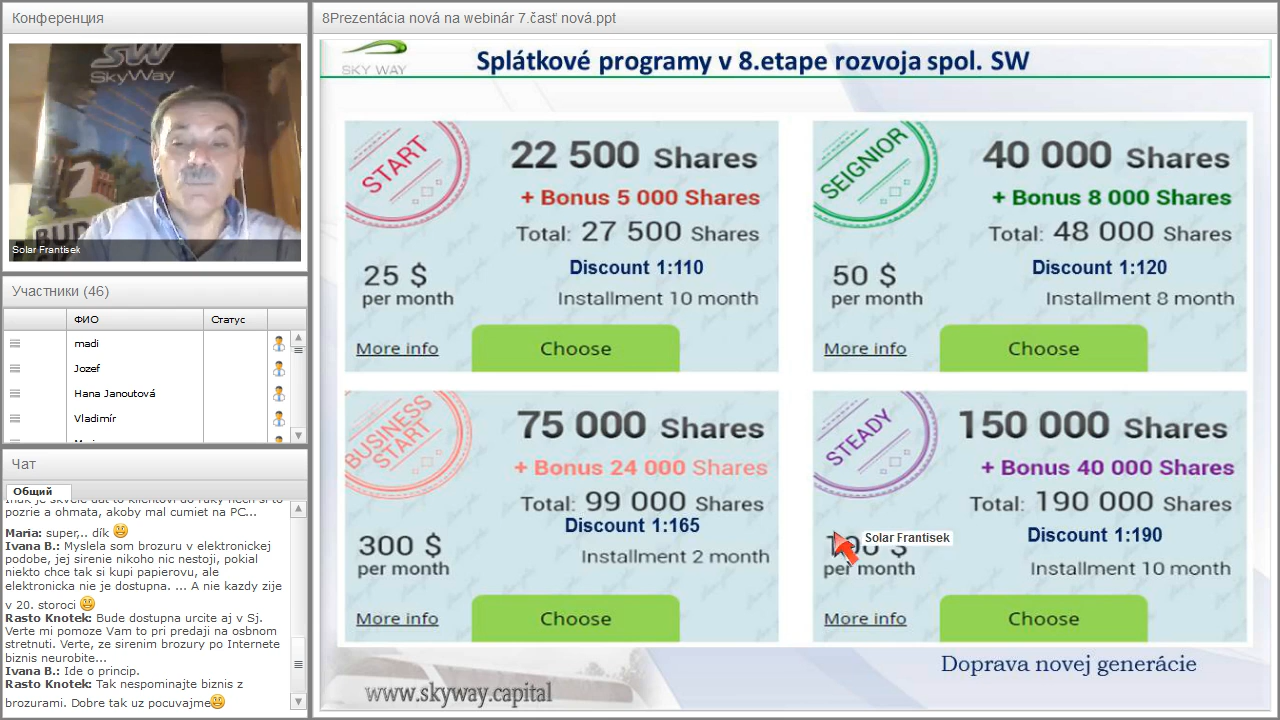 Конференция
SW
SkyWay
Solar Frantisek
Участники (46)
ФИО
Статус
madi
Jozef
Hana Janoutová
Vladimír
Чат
Общий
pozrie a ohmata, akoby mal cumiet na PC...
Maria: super,.. dík
Ivana B.: Myslela som brozuru v elektronickej
podobe, jej sirenie nikoho nic nestoji, pokial
niekto chce tak si kupi papierovu, ale
elektronicka nie je dostupna. ... A nie kazdy zije
v 20. storoci
Rasto Knotek: Bude dostupna urcite aj v Sj.
Verte mi pomoze Vam to pri predaji na osbnom
stretnuti. Verte, ze sirenim brozury po Internete
biznis neurobite...
Ivana B.: Ide o princip.
Rasto Knotek: Tak nespominajte biznis z
brozurami. Dobre tak uz pocuvajme
8Prezentácia nová na webinár 7.časť nová.ppt
SKY WAY
Splátkové programy v 8.etape rozvoja spol. SW
START
22 500 Shares
+ Bonus 5 000 Shares
Total: 27 500 Shares
Discount 1:110
25 $
per month
Installment 10 month
More info
Choose
SEIGNIOR
40 000 Shares
+ Bonus 8 000 Shares
Total: 48 000 Shares
Discount 1:120
50 $
per month
Installment 8 month
More info
Choose
BUSINESS
START
75 000 Shares
+ Bonus 24 000 Shares
Total: 99 000 Shares
Discount 1:165
300 $
per month
Installment 2 month
More info
Choose
STEADY
150 000 Shares
+ Bonus 40 000 Shares
Total: 190 000 Shares
Discount 1:190
Solar Frantisek
per month
Installment 10 month
More info
Choose
Doprava novej generácie
www.skyway.capital